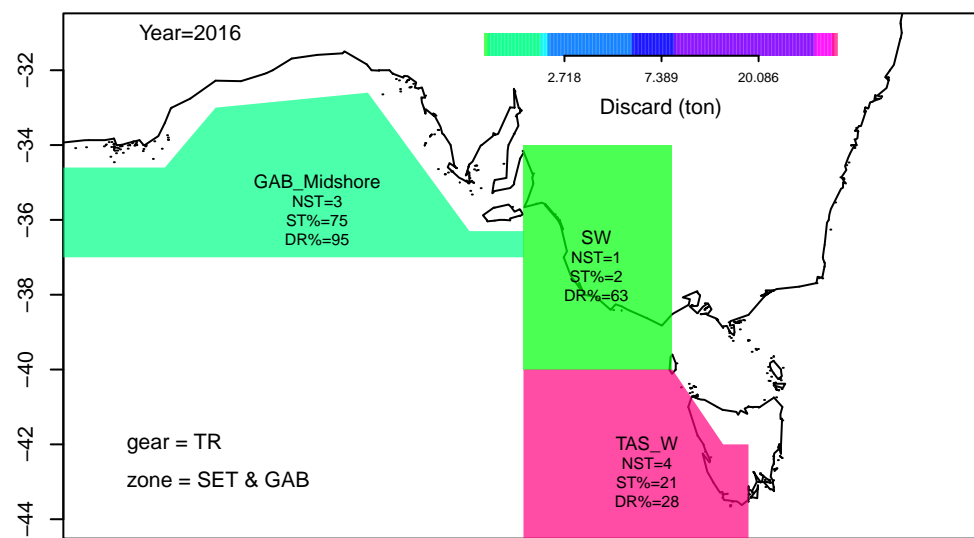 Year=2016
2.718 7.389 20.086
Discard (ton)
−32
−34
−36
−38
−40
−42
−44
GAB_Midshore
NST=3
ST%=75
DR%=95
SW
NST=1
ST%=2
DR%=63
TAS_W
NST=4
ST%=21
DR%=28
gear = TR
zone = SET & GAB